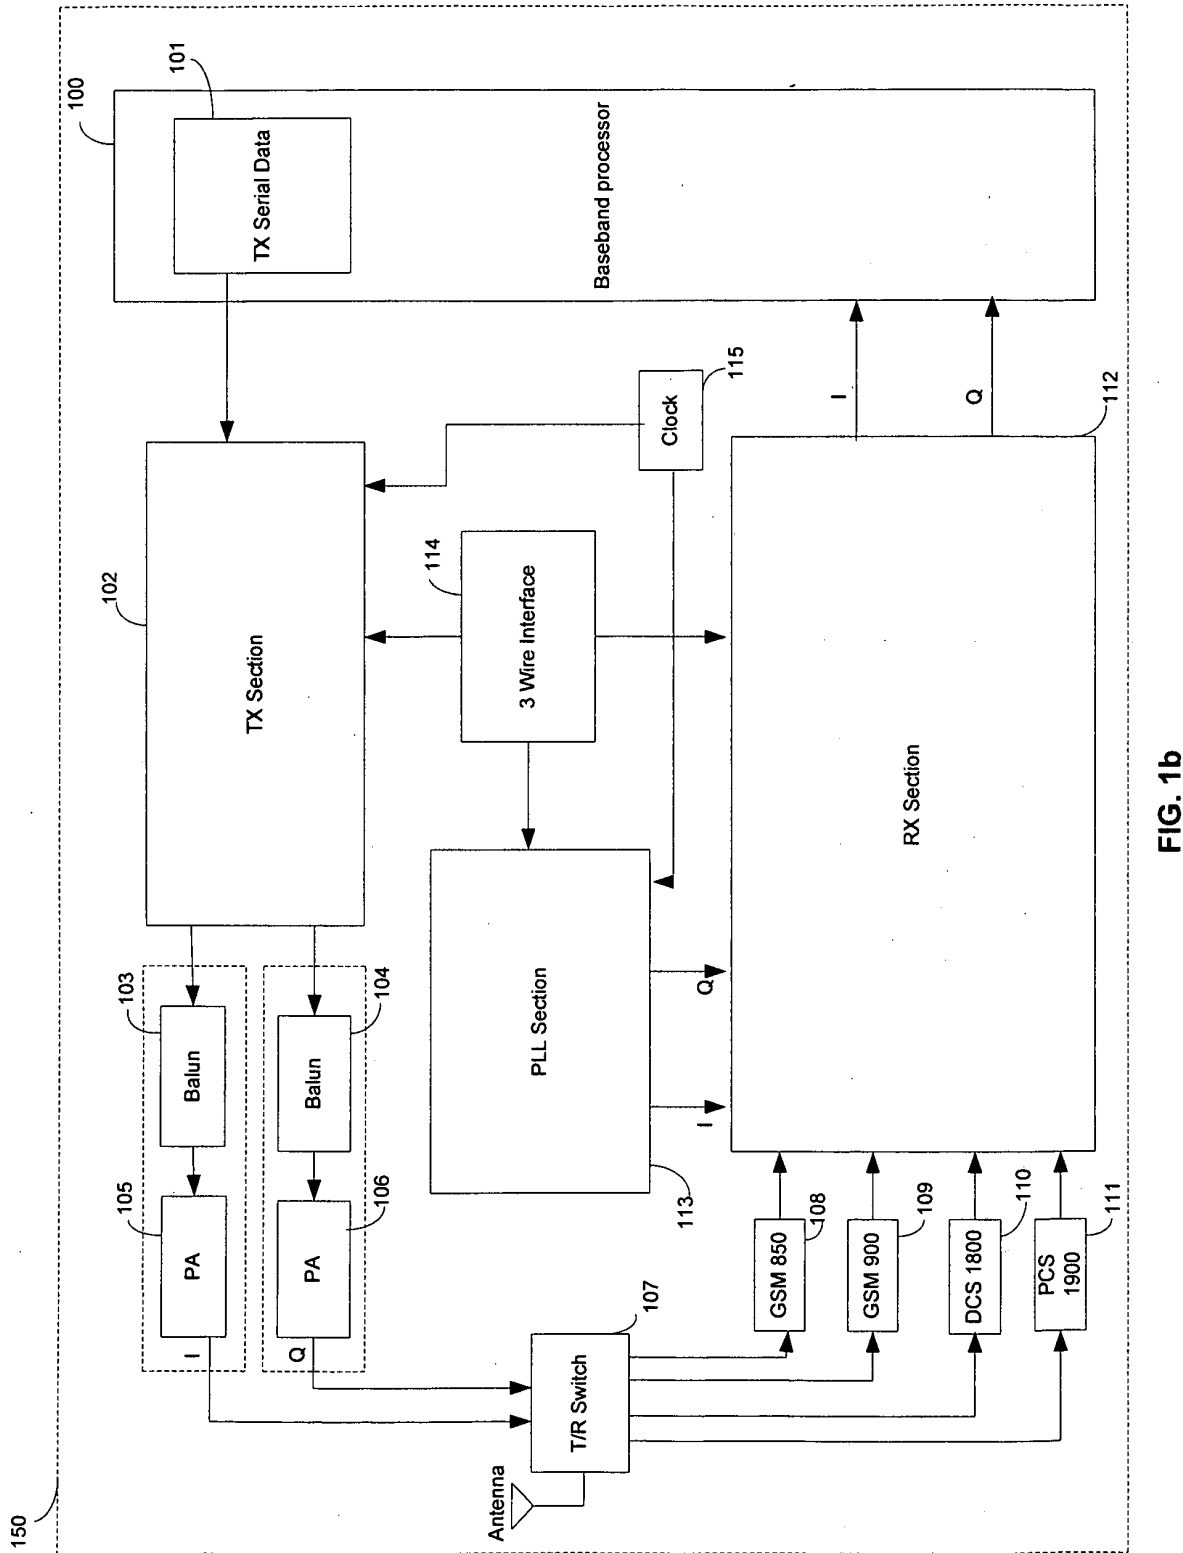 150
Antenna
T/R Switch
107
105
PA
I
103
Balun
106
PA
Q
104
Balun
102
TX Section
101
TX Serial Data
100
Baseband processor
114
3 Wire Interface
115
Clock
113
PLL Section
I
Q
108
GSM 850
109
GSM 900
110
DCS 1800
111
PCS
1900
RX Section
112
I
Q
FIG. 1b